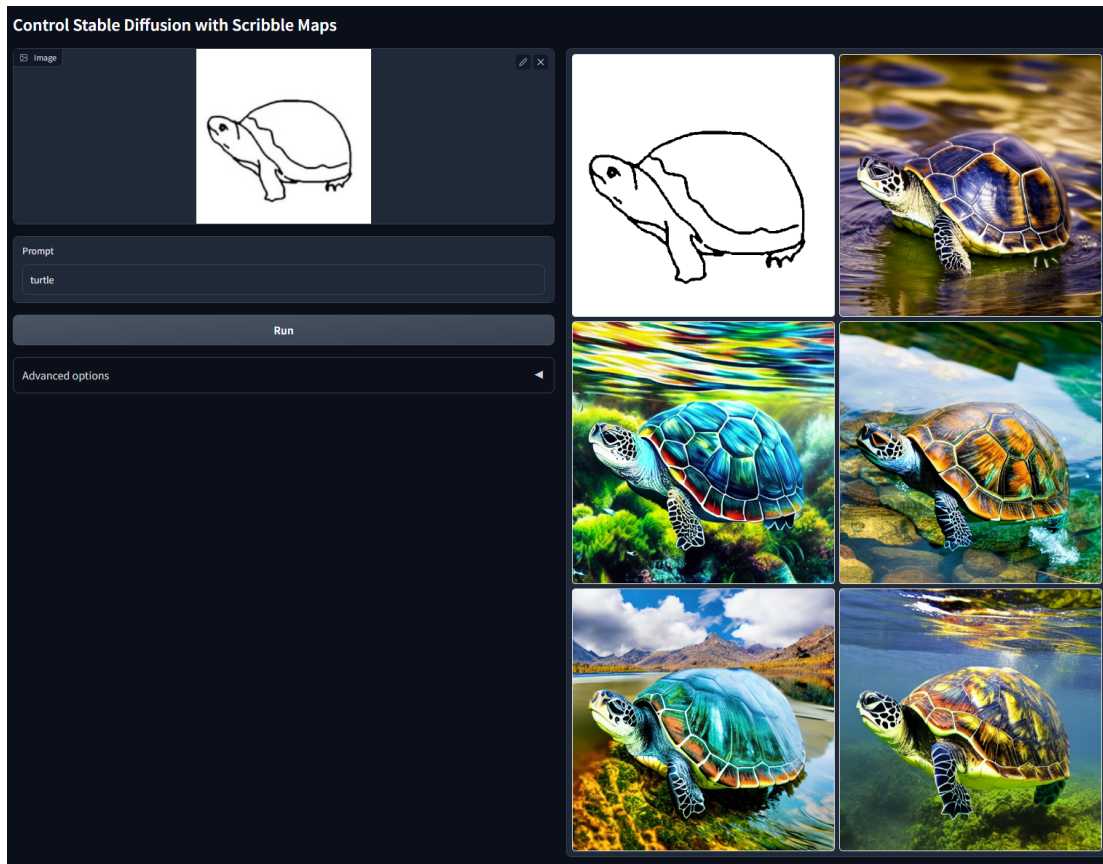 Control Stable Diffusion with Scribble Maps
Image
Prompt
turtle
Run
Advanced options